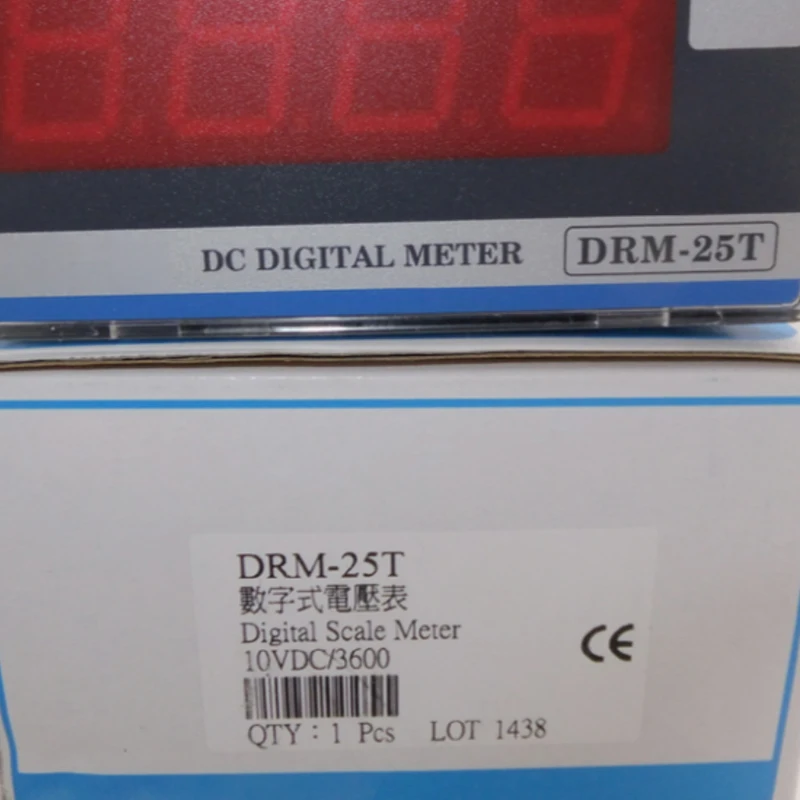 DC DIGITAL METER DRM-25T
DRM-25T
數字式電壓表
Digital Scale Meter
10VDC/3600
CE
QTY：1 Pcs LOT 1438